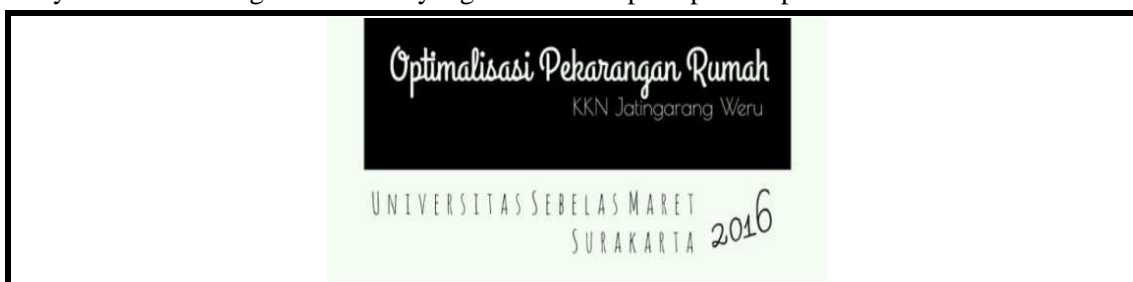 Optimalisasi Pekarangan Rumah
KKN Jatingarang Weru
UNIVERSITAS SEBELAS MARET
SURAKARTA 2016